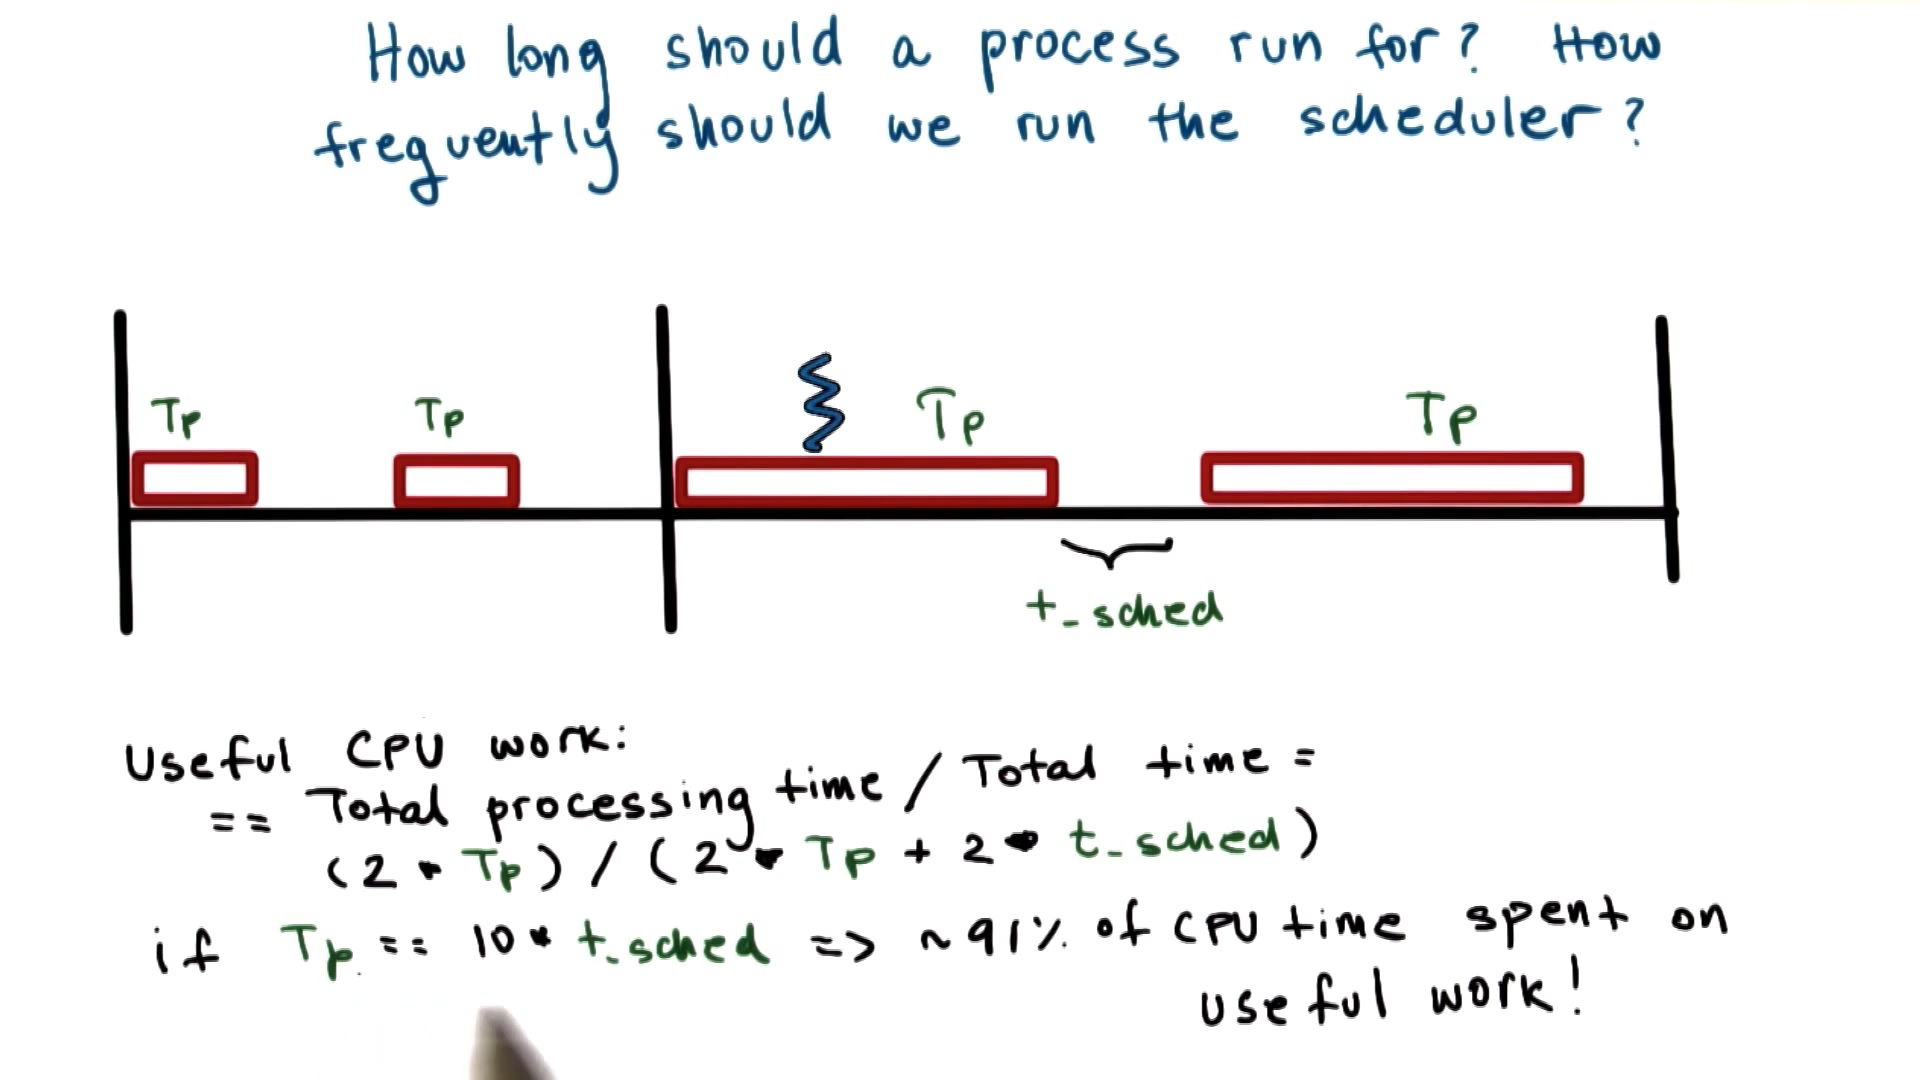 How long should a process run for? How
frequently should we run the scheduler?
Tp Tp Tp Tp
t_sched
Useful CPU work:
== Total processing time / Total time =
(2 * Tp) / (2 * Tp + 2 * t_sched)
if Tp == 10 * t_sched => ~91% of CPU time spent on
useful work!